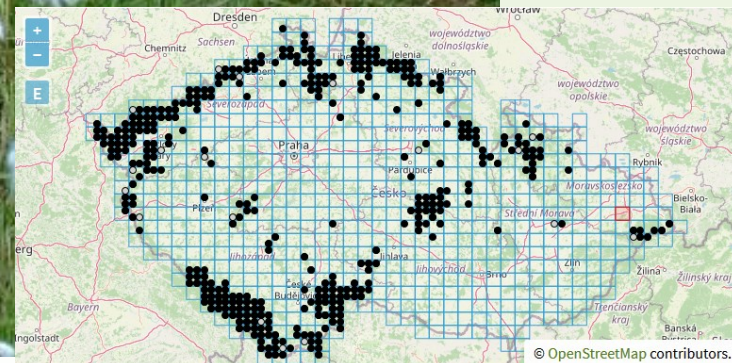 +
−
E
Dresden
Wrocław
Chemnitz
Sachsen
Jelenia
województwo
dolnośląskie
Wałbrzych
Częstochowa
województwo
opolskie
województwo
śląskie
Severozápad
Severovýchod
Praha
Pardubice
Česko
Rybnik
Moravskoslezsko
Bielsko-
Biała
Plzeň
Střední Morava
Jihozápad
Jihlava
Jihovýchod
Brno
Zlín
Žilina
Žilinský kraj
České
Budějovice
Bayern
Ingolstadt
Trenčiansky
kraj
Banská
© OpenStreetMap contributors.